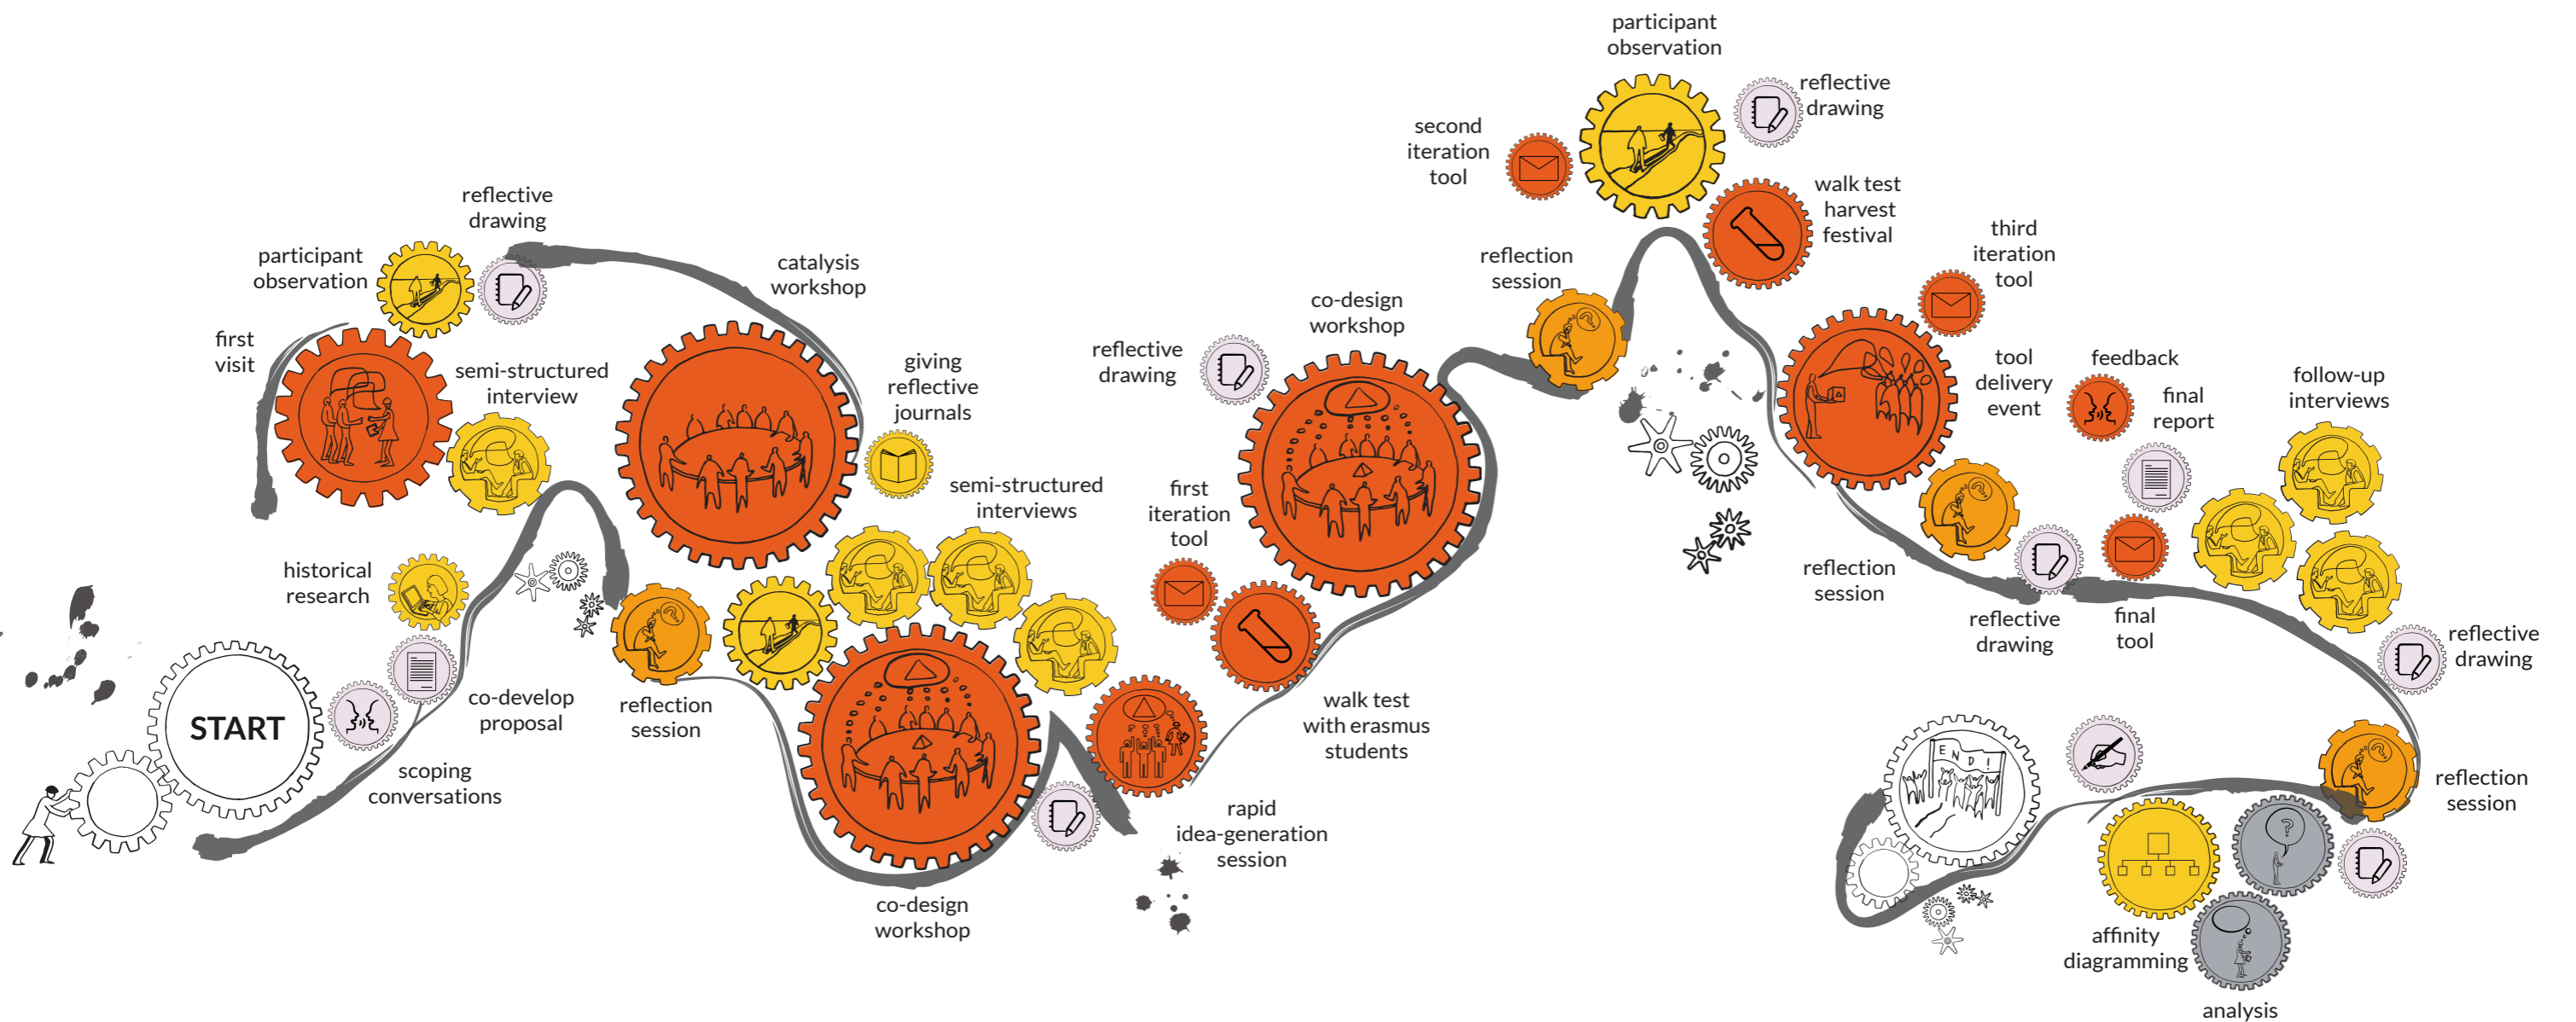 START
scoping
conversations
co-develop
proposal
historical
research
first
visit
participant
observation
reflective
drawing
semi-structured
interview
reflection
session
catalysis
workshop
giving
reflective
journals
semi-structured
interviews
co-design
workshop
rapid
idea-generation
session
first
iteration
tool
walk test
with erasmus
students
reflective
drawing
co-design
workshop
reflection
session
second
iteration
tool
participant
observation
reflective
drawing
walk test
harvest
festival
third
iteration
tool
tool
delivery
event
reflection
session
reflective
drawing
feedback
final
report
final
tool
follow-up
interviews
reflective
drawing
reflection
session
affinity
diagramming
analysis
END!